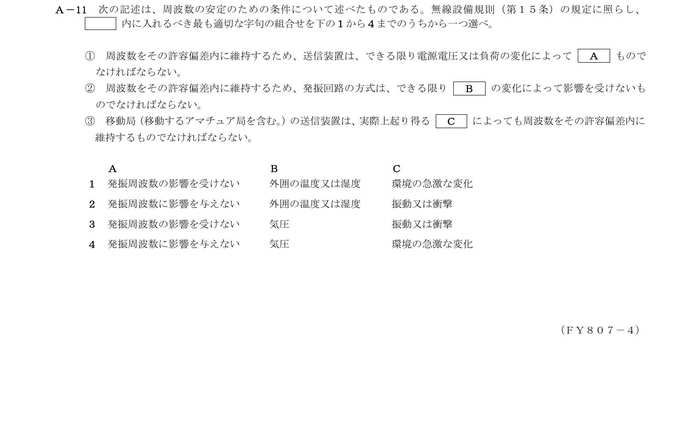 A－11 次の記述は、周波数の安定のための条件について述べたものである。無線設備規則（第１５条）の規定に照らし、
内に入れるべき最も適切な字句の組合せを下の１から４までのうちから一つ選べ。
① 周波数をその許容偏差内に維持するため、送信装置は、できる限り電源電圧又は負荷の変化によって A もので
なければならない。
② 周波数をその許容偏差内に維持するため、発振回路の方式は、できる限り B の変化によって影響を受けないも
のでなければならない。
③ 移動局（移動するアマチュア局を含む。）の送信装置は、実際上起り得る C によっても周波数をその許容偏差内に
維持するものでなければならない。
A B C
1 発振周波数の影響を受けない 外囲の温度又は湿度 環境の急激な変化
2 発振周波数に影響を与えない 外囲の温度又は湿度 振動又は衝撃
3 発振周波数の影響を受けない 気圧 振動又は衝撃
4 発振周波数に影響を与えない 気圧 環境の急激な変化
（ＦＹ８０７－４）